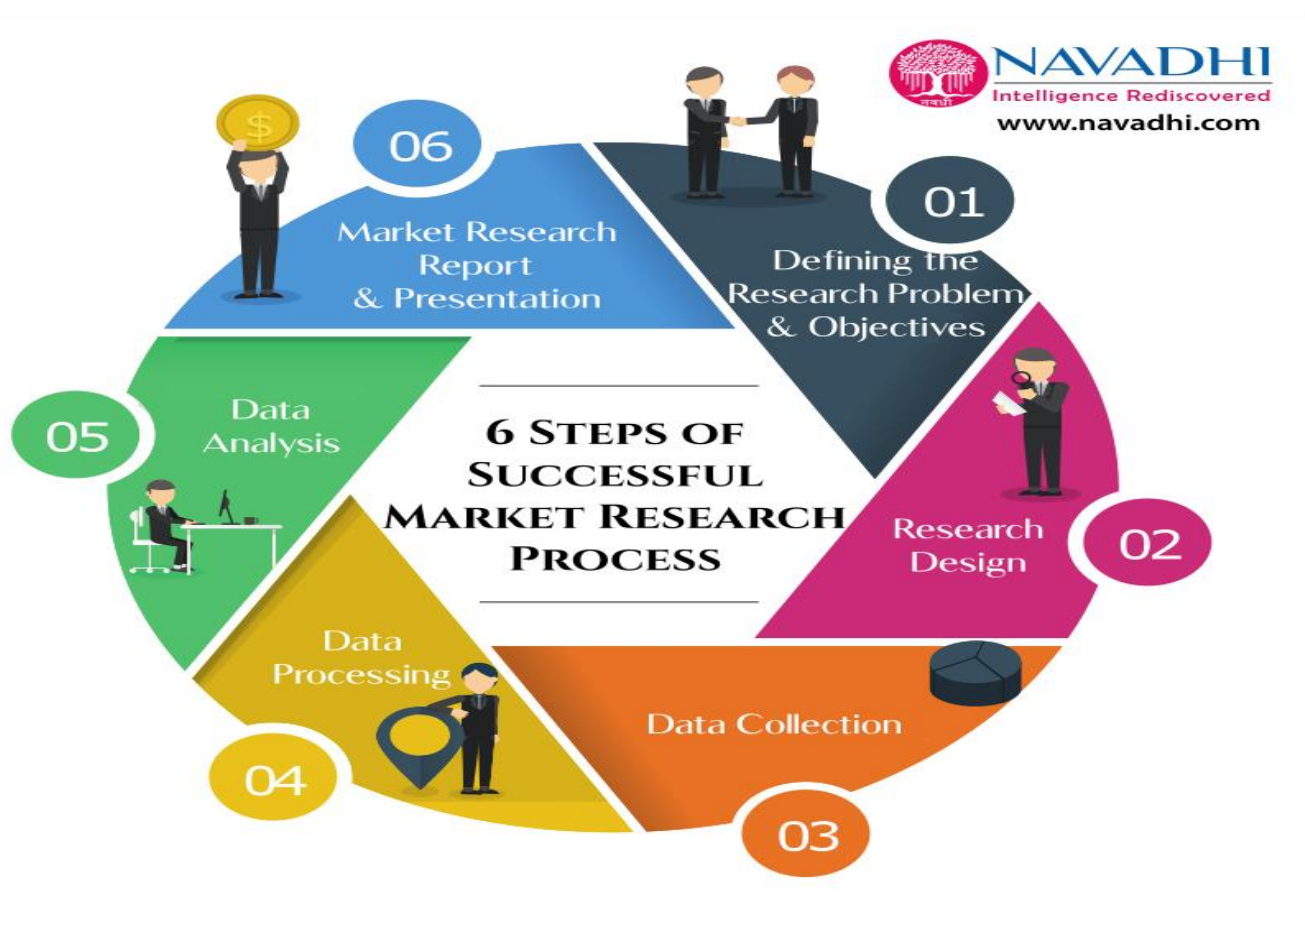 NAVADHI
Intelligence Rediscovered
नवधी
www.navadhi.com
01
Defining the
Research Problem
& Objectives
02
Research
Design
03
Data Collection
04
Data
Processing
05
Data
Analysis
06
Market Research
Report
& Presentation
$
6 STEPS OF
SUCCESSFUL
MARKET RESEARCH
PROCESS